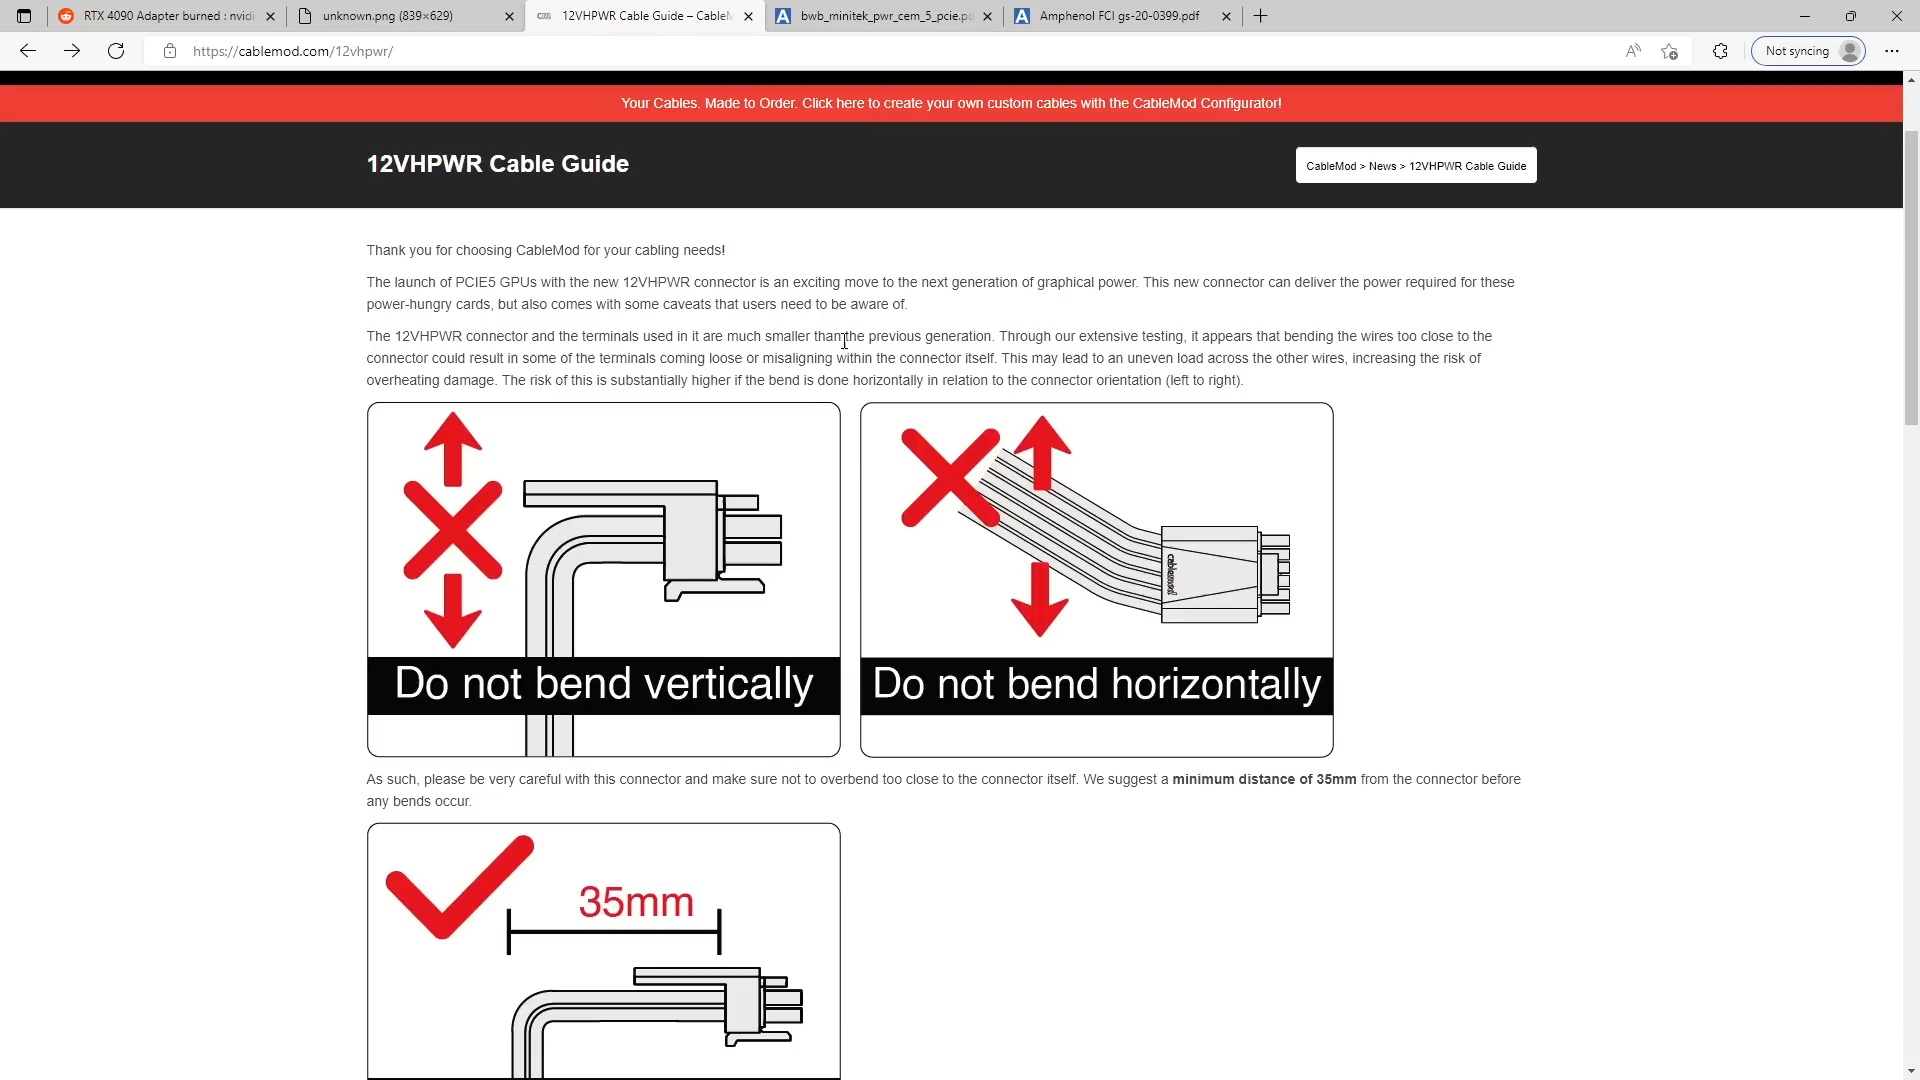 RTX 4090 Adapter burned : nvidi
unknown.png (839×629)
12VHPWR Cable Guide – CableM
bwb_minitek_pwr_cem_5_pcie.pd
Amphenol FCI gs-20-0399.pdf
https://cablemod.com/12vhpwr/
Not syncing
Your Cables. Made to Order. Click here to create your own custom cables with the CableMod Configurator!
12VHPWR Cable Guide
CableMod > News > 12VHPWR Cable Guide
Thank you for choosing CableMod for your cabling needs!
The launch of PCIE5 GPUs with the new 12VHPWR connector is an exciting move to the next generation of graphical power. This new connector can deliver the power required for these
power-hungry cards, but also comes with some caveats that users need to be aware of.
The 12VHPWR connector and the terminals used in it are much smaller than the previous generation. Through our extensive testing, it appears that bending the wires too close to the
connector could result in some of the terminals coming loose or misaligning within the connector itself. This may lead to an uneven load across the other wires, increasing the risk of
overheating damage. The risk of this is substantially higher if the bend is done horizontally in relation to the connector orientation (left to right).
cablemod
Do not bend vertically
Do not bend horizontally
As such, please be very careful with this connector and make sure not to overbend too close to the connector itself. We suggest a minimum distance of 35mm from the connector before
any bends occur.
35mm